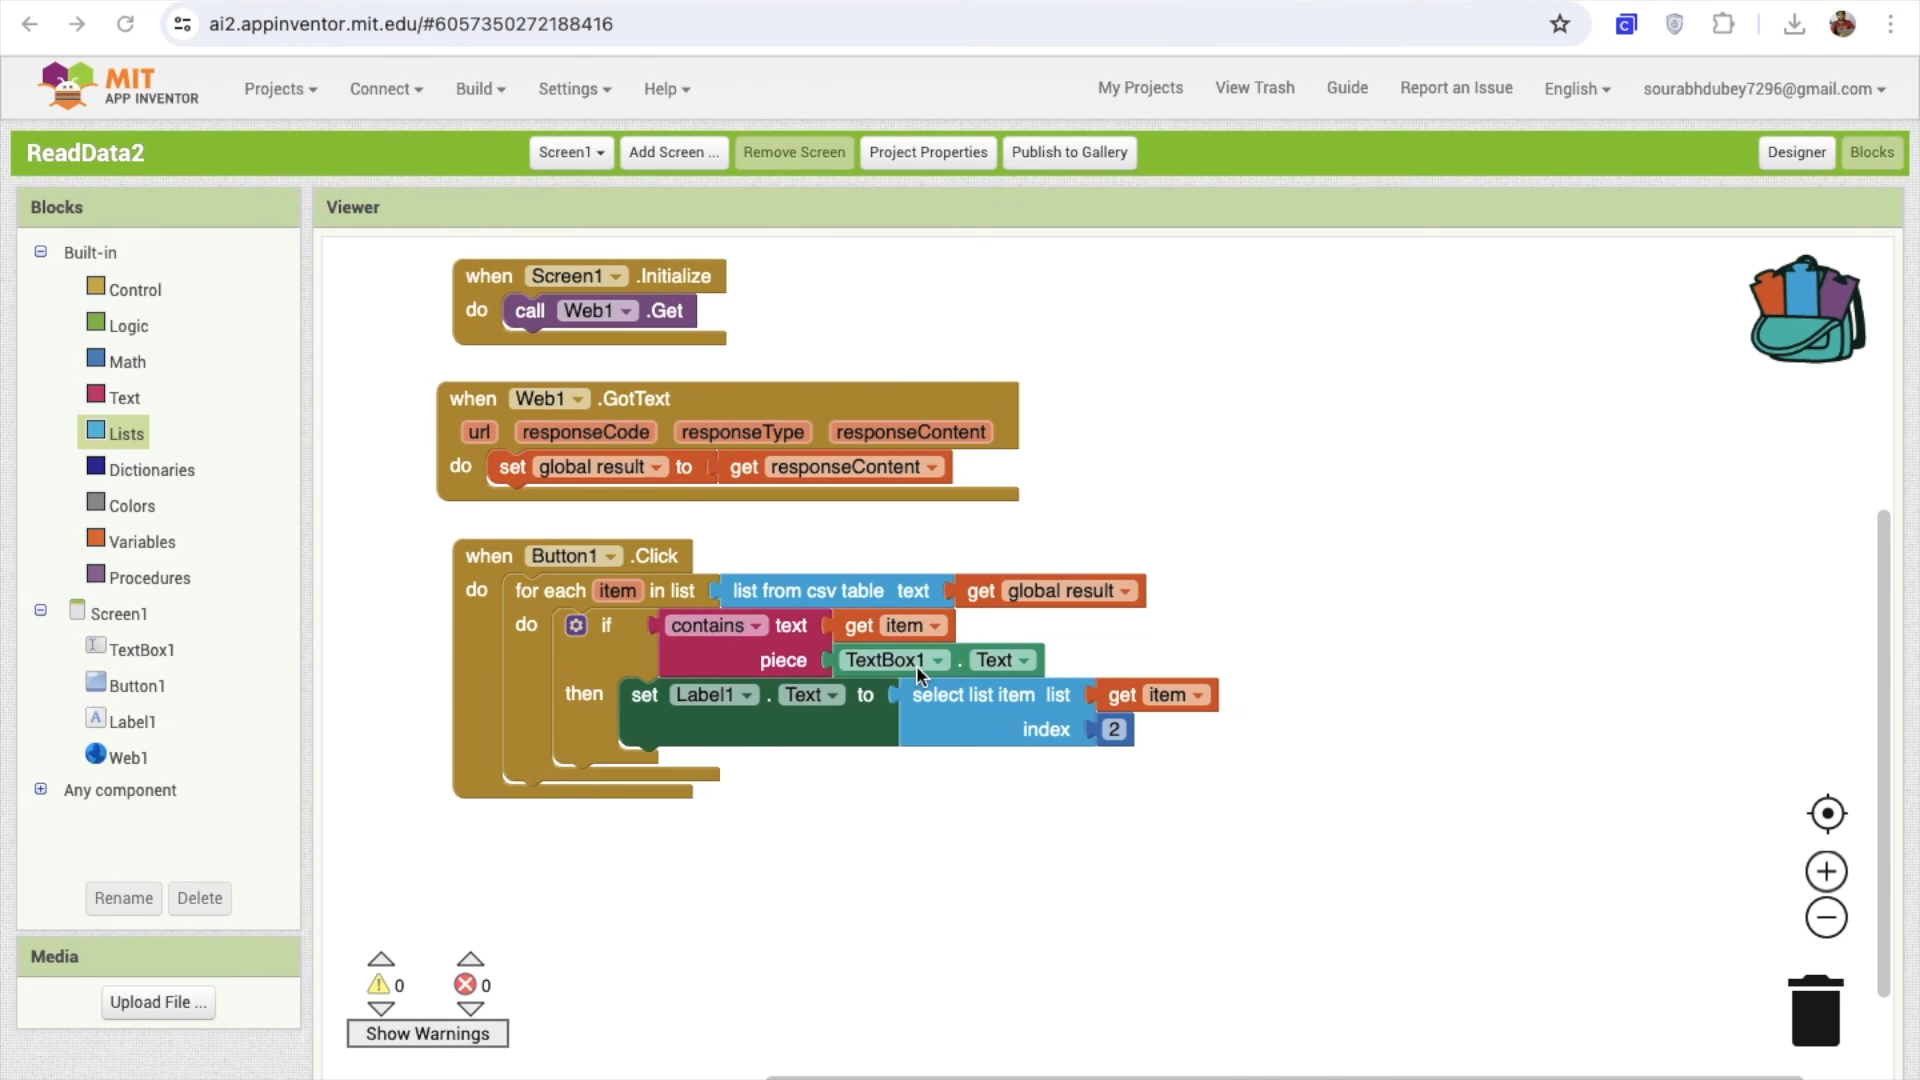 ai2.appinventor.mit.edu/#6057350272188416
MIT
APP INVENTOR
Projects Connect Build Settings Help My Projects View Trash Guide Report an Issue English sourabhdubey7296@gmail.com
ReadData2 Screen1 Add Screen ... Remove Screen Project Properties Publish to Gallery Designer Blocks
Blocks
Built-in
Control
Logic
Math
Text
Lists
Dictionaries
Colors
Variables
Procedures
Screen1
TextBox1
Button1
Label1
Web1
Any component
Rename Delete
Media
Upload File ...
Viewer
when Screen1 .Initialize
do call Web1 .Get
when Web1 .GotText
url responseCode responseType responseContent
do set global result to get responseContent
when Button1 .Click
do for each item in list list from csv table text get global result
do if contains text get item
piece TextBox1 . Text
then set Label1 . Text to select list item list get item
index 2
0 0
Show Warnings